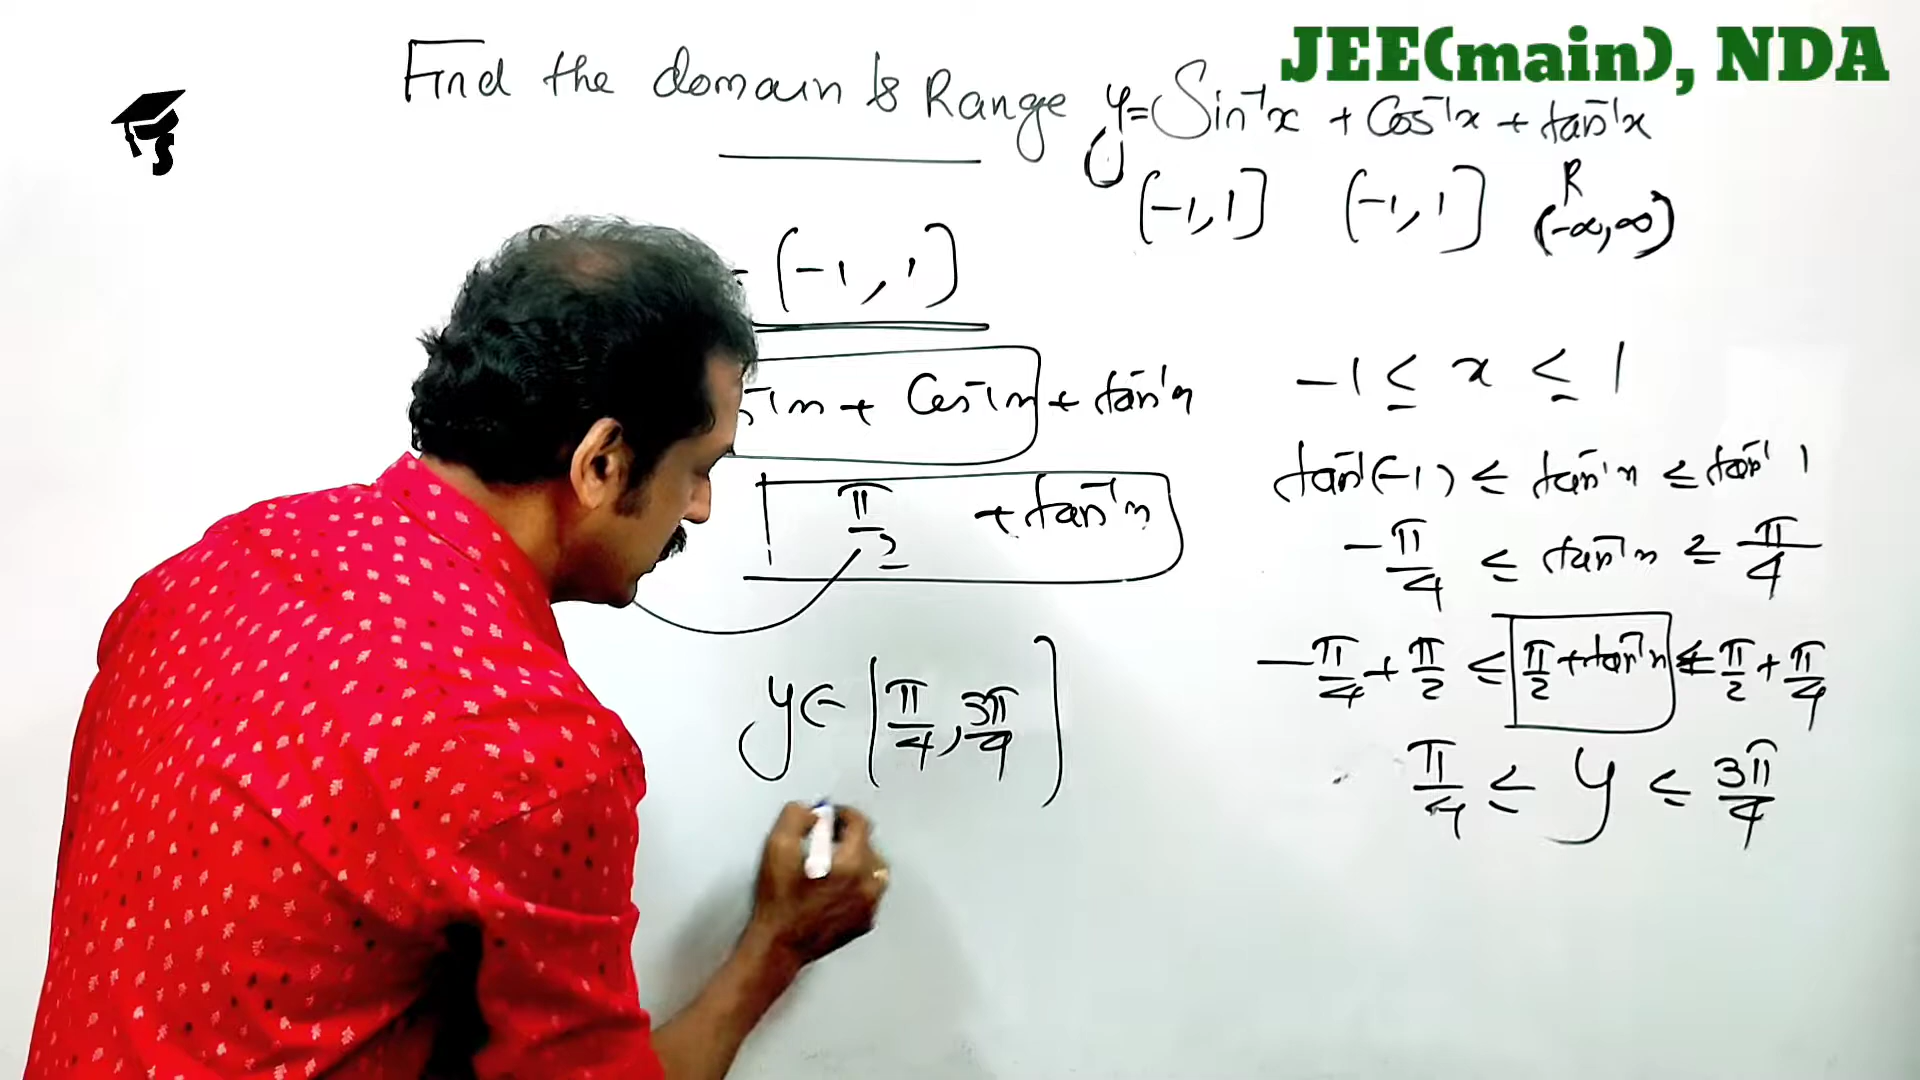 JEE(main), NDA
Find the domain & Range y = Sin⁻¹x + Cos⁻¹x + tan⁻¹x
[-1, 1] [-1, 1] R
(-∞, ∞)
[-1, 1]
-1 ≤ x ≤ 1
⁻¹x + Cos⁻¹x + tan⁻¹x
tan⁻¹(-1) ≤ tan⁻¹x ≤ tan⁻¹ 1
π/2 + tan⁻¹x
-π/4 ≤ tan⁻¹x ≥ π/4
-π/4 + π/2 ≤ π/2 + tan⁻¹x ≤ π/2 + π/4
y ∈ [π/4, 3π/4]
π/4 ≤ y ≤ 3π/4